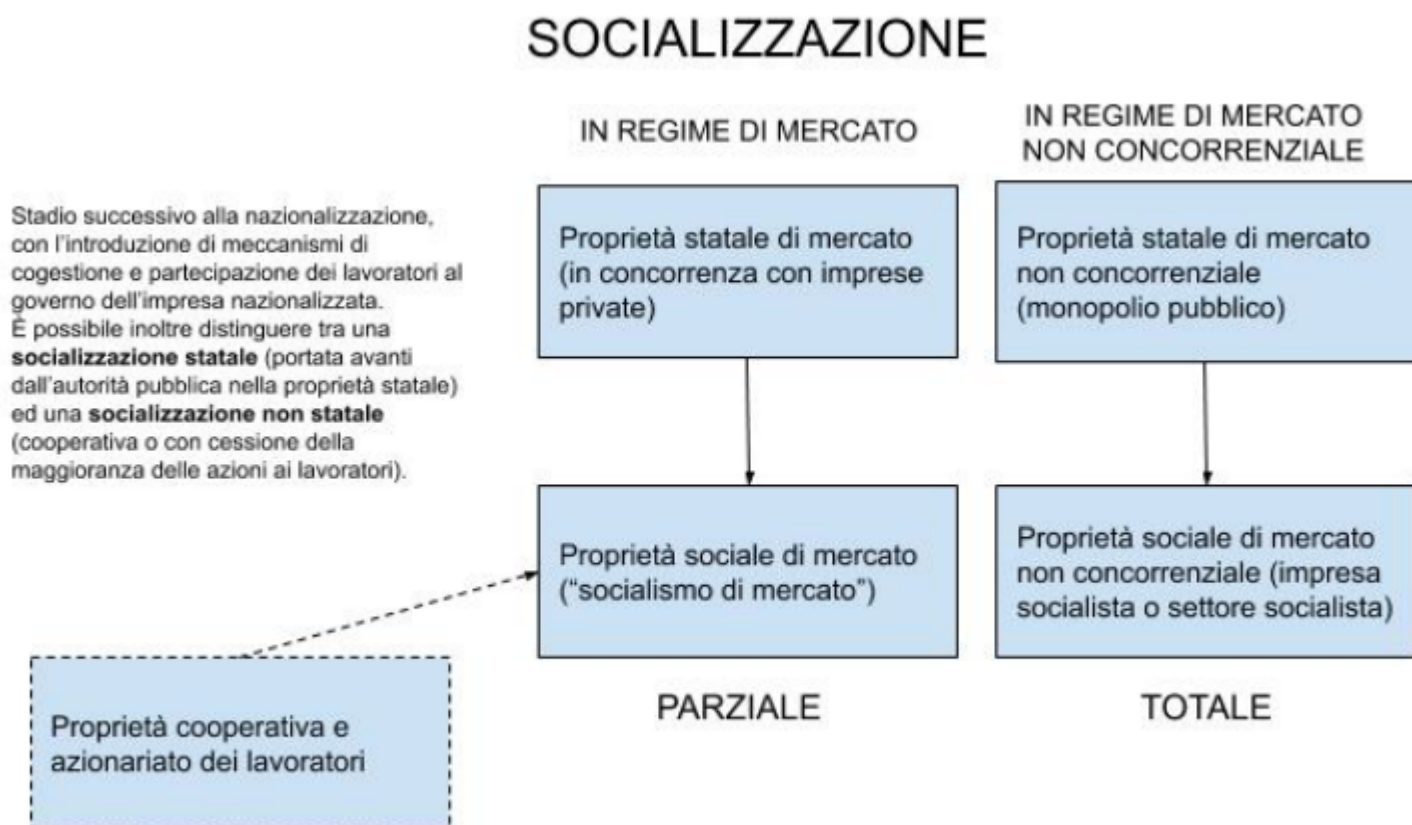 SOCIALIZZAZIONE
IN REGIME DI MERCATO
IN REGIME DI MERCATO
NON CONCORRENZIALE
Stadio successivo alla nazionalizzazione,
con l'introduzione di meccanismi di
cogestione e partecipazione dei lavoratori al
governo dell'impresa nazionalizzata.
È possibile inoltre distinguere tra una
socializzazione statale (portata avanti
dall'autorità pubblica nella proprietà statale)
ed una socializzazione non statale
(cooperativa o con cessione della
maggioranza delle azioni ai lavoratori).
Proprietà statale di mercato
(in concorrenza con imprese
private)
Proprietà statale di mercato
non concorrenziale
(monopolio pubblico)
Proprietà sociale di mercato
("socialismo di mercato")
Proprietà sociale di mercato
non concorrenziale (impresa
socialista o settore socialista)
PARZIALE
TOTALE
Proprietà cooperativa e
azionariato dei lavoratori